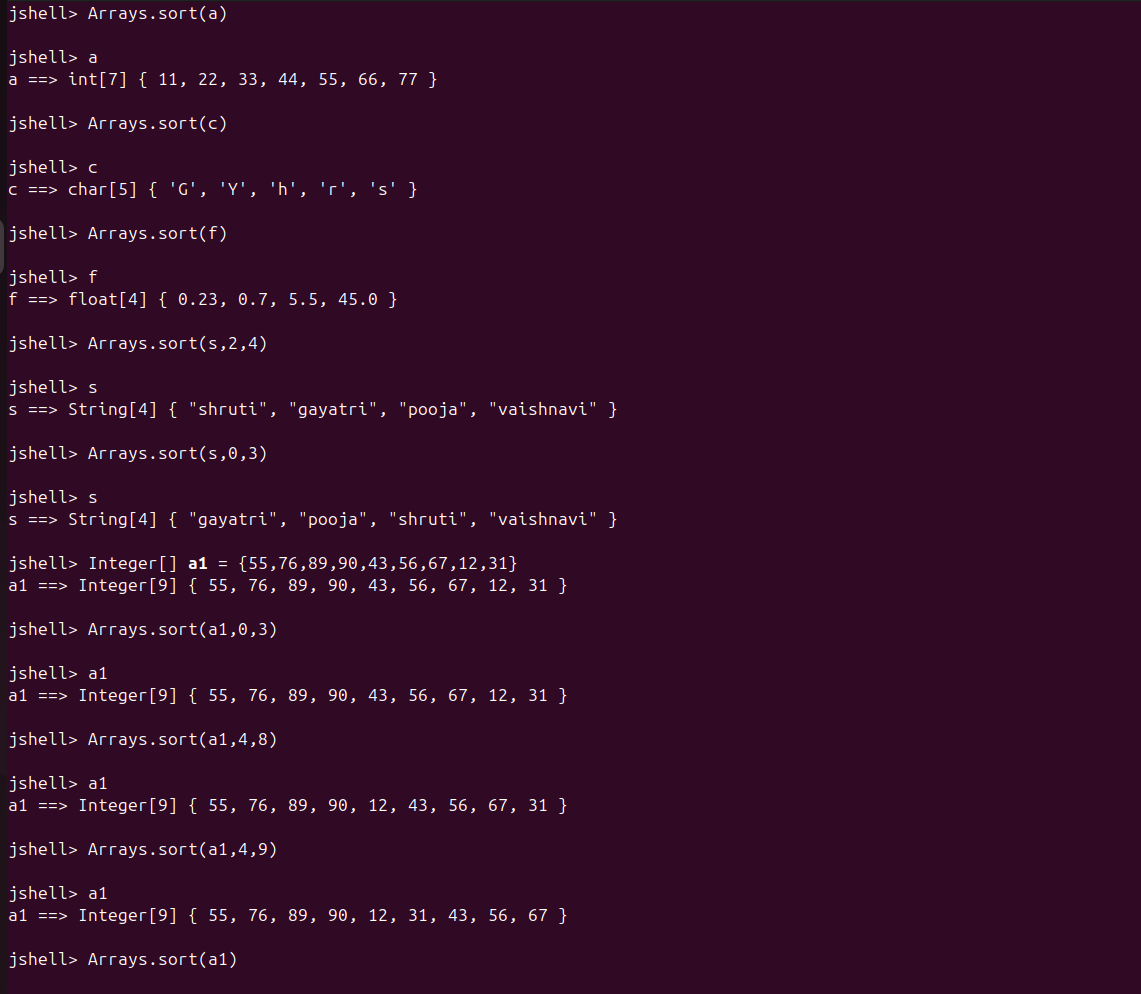 jshell> Arrays.sort(a)
jshell> a
a ==> int[7] { 11, 22, 33, 44, 55, 66, 77 }
jshell> Arrays.sort(c)
jshell> c
c ==> char[5] { 'G', 'Y', 'h', 'r', 's' }
jshell> Arrays.sort(f)
jshell> f
f ==> float[4] { 0.23, 0.7, 5.5, 45.0 }
jshell> Arrays.sort(s,2,4)
jshell> s
s ==> String[4] { "shruti", "gayatri", "pooja", "vaishnavi" }
jshell> Arrays.sort(s,0,3)
jshell> s
s ==> String[4] { "gayatri", "pooja", "shruti", "vaishnavi" }
jshell> Integer[] a1 = {55,76,89,90,43,56,67,12,31}
a1 ==> Integer[9] { 55, 76, 89, 90, 43, 56, 67, 12, 31 }
jshell> Arrays.sort(a1,0,3)
jshell> a1
a1 ==> Integer[9] { 55, 76, 89, 90, 43, 56, 67, 12, 31 }
jshell> Arrays.sort(a1,4,8)
jshell> a1
a1 ==> Integer[9] { 55, 76, 89, 90, 12, 43, 56, 67, 31 }
jshell> Arrays.sort(a1,4,9)
jshell> a1
a1 ==> Integer[9] { 55, 76, 89, 90, 12, 31, 43, 56, 67 }
jshell> Arrays.sort(a1)